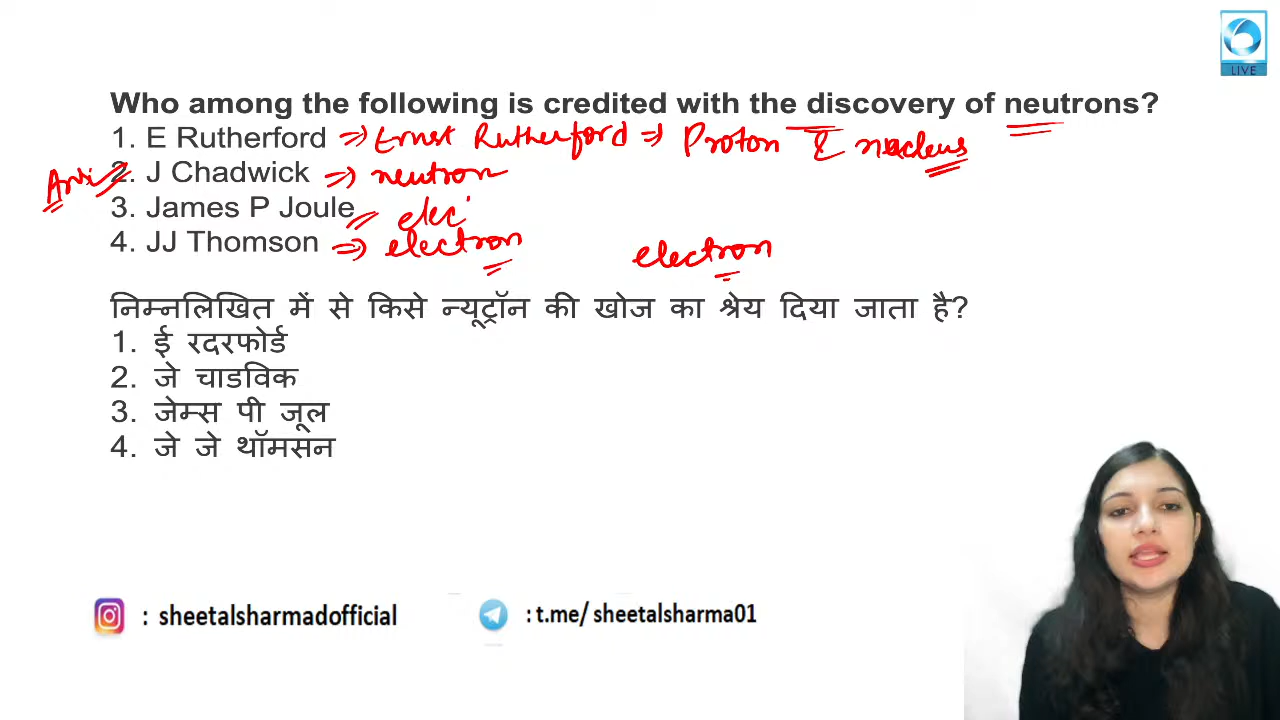 LIVE
Who among the following is credited with the discovery of neutrons?
1. E Rutherford => Ernst Rutherford => Proton & nucleus
Ans: 2. J Chadwick => neutron
3. James P Joule = elec
4. JJ Thomson => electron electron
निम्नलिखित में से किसे न्यूट्रॉन की खोज का श्रेय दिया जाता है?
1. ई रदरफोर्ड
2. जे चाडविक
3. जेम्स पी जूल
4. जे जे थॉमसन
: sheetalsharmadofficial : t.me/ sheetalsharma01